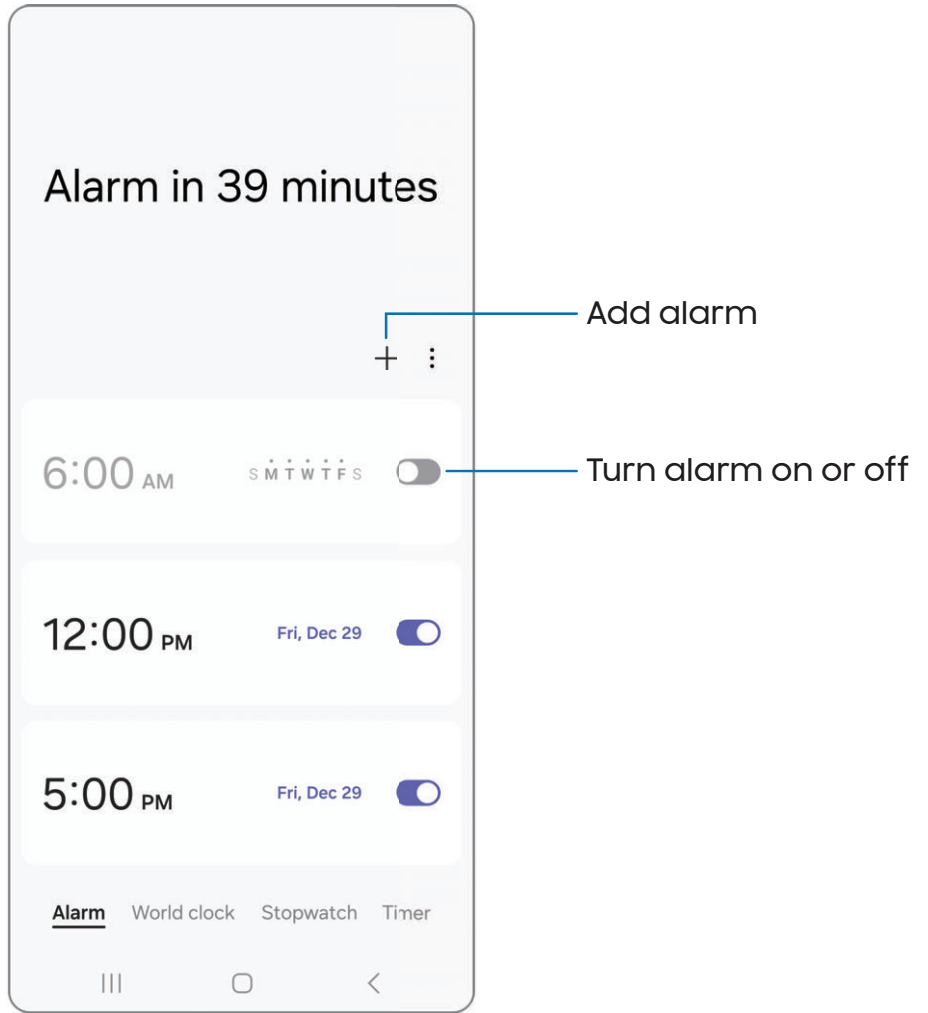 Alarm in 39 minutes
Add alarm
6:00 AM S M T W T F S Turn alarm on or off
12:00 PM Fri, Dec 29
5:00 PM Fri, Dec 29
Alarm World clock Stopwatch Timer